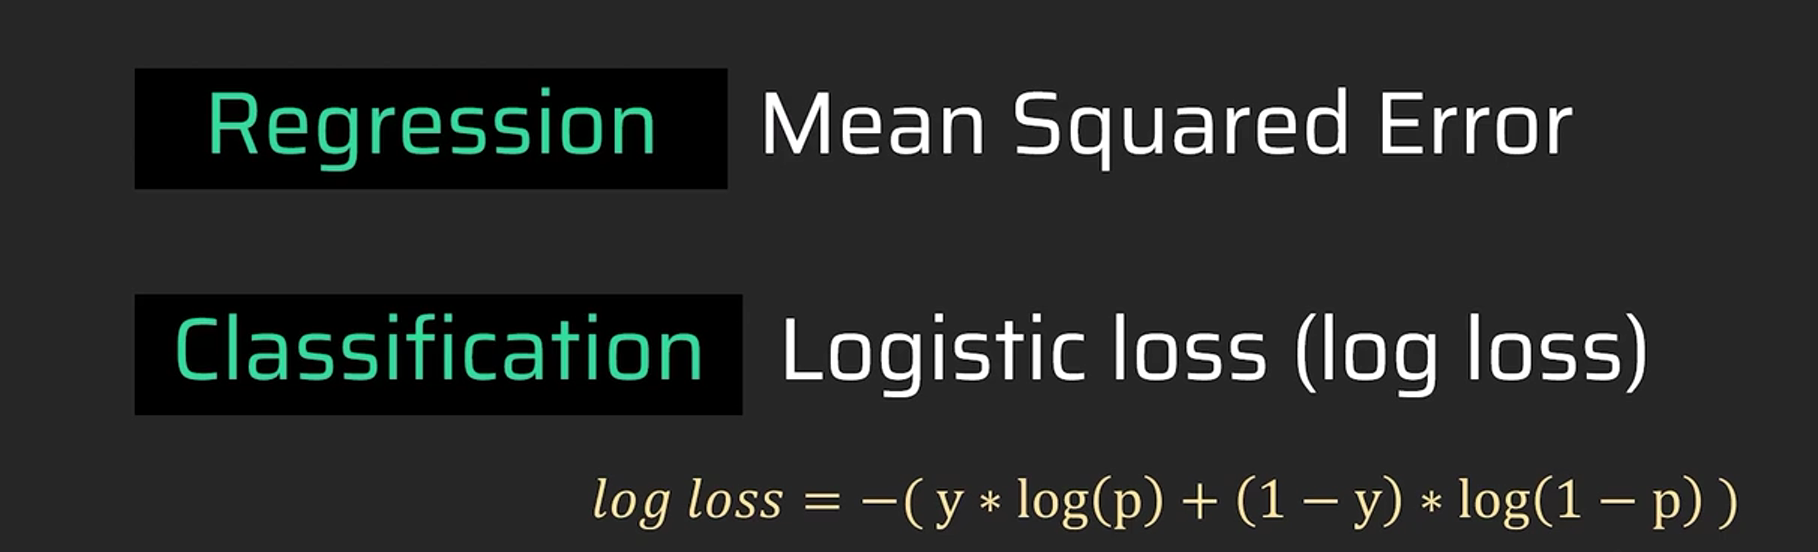 Regression Mean Squared Error
Classification Logistic loss (log loss)
log loss = −( y ∗ log(p) + (1 − y) ∗ log(1 − p) )